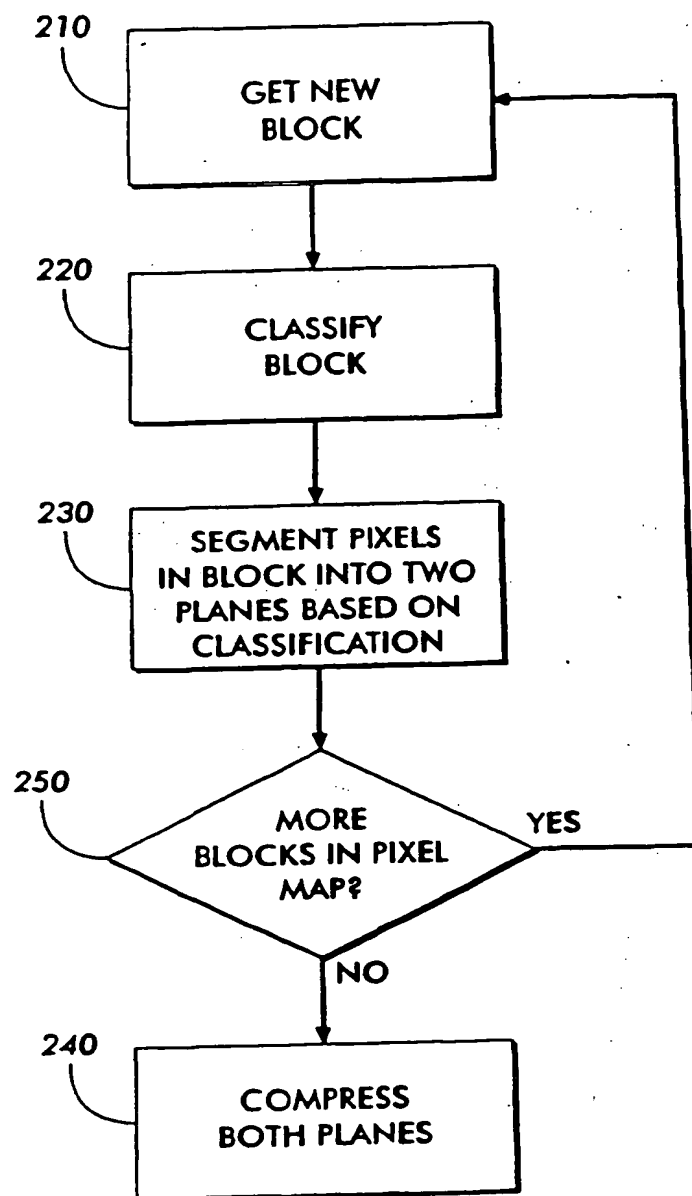 210
GET NEW
BLOCK
220
CLASSIFY
BLOCK
230
SEGMENT PIXELS
IN BLOCK INTO TWO
PLANES BASED ON
CLASSIFICATION
250
MORE
BLOCKS IN PIXEL
MAP?
YES
NO
240
COMPRESS
BOTH PLANES